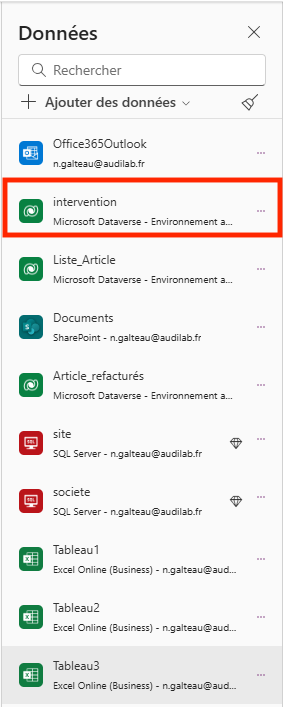 Données
Rechercher
Ajouter des données
Office365Outlook
n.galteau@audilab.fr
intervention
Microsoft Dataverse - Environnement a...
Liste_Article
Microsoft Dataverse - Environnement a...
Documents
SharePoint - n.galteau@audilab.fr
Article_refacturés
Microsoft Dataverse - Environnement a...
SQL
site
SQL Server - n.galteau@audilab.fr
SQL
societe
SQL Server - n.galteau@audilab.fr
Tableau1
Excel Online (Business) - n.galteau@aud...
Tableau2
Excel Online (Business) - n.galteau@aud...
Tableau3
Excel Online (Business) - n.galteau@aud...